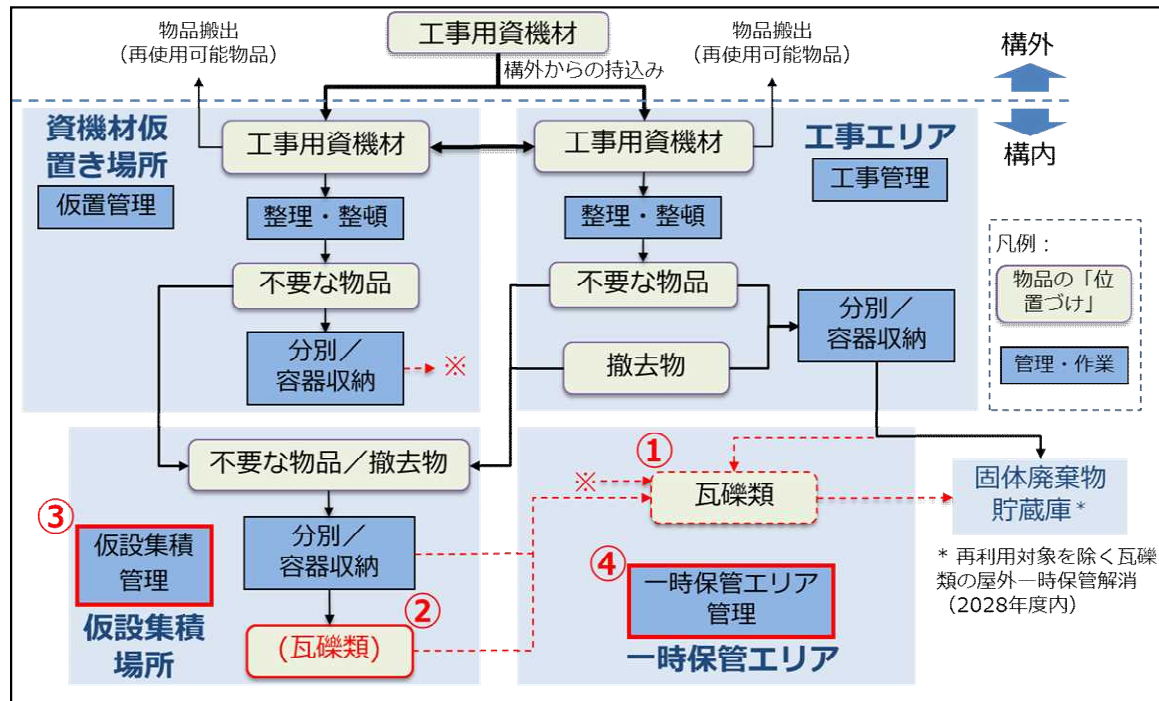 物品搬出
（再使用可能物品）
工事用資機材
物品搬出
（再使用可能物品）
構外からの持込み
構外
構内
資機材仮
置き場所
仮置管理
工事用資機材
工事用資機材
工事エリア
工事管理
整理・整頓
整理・整頓
不要な物品
不要な物品
分別／
容器収納
※
撤去物
分別／
容器収納
凡例：
物品の「位
置づけ」
管理・作業
不要な物品／撤去物
①
※
瓦礫類
固体廃棄物
貯蔵庫*
③
仮設集積
管理
分別／
容器収納
②
(瓦礫類)
仮設集積
場所
④
一時保管エリア
管理
一時保管エリア
* 再利用対象を除く瓦礫
類の屋外一時保管解消
（2028年度内）